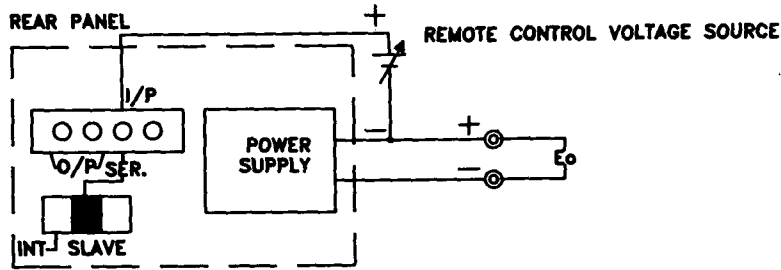 REAR PANEL
+
REMOTE CONTROL VOLTAGE SOURCE
I/P
POWER
SUPPLY
−
+
−
Eo
O/P SER.
INT SLAVE